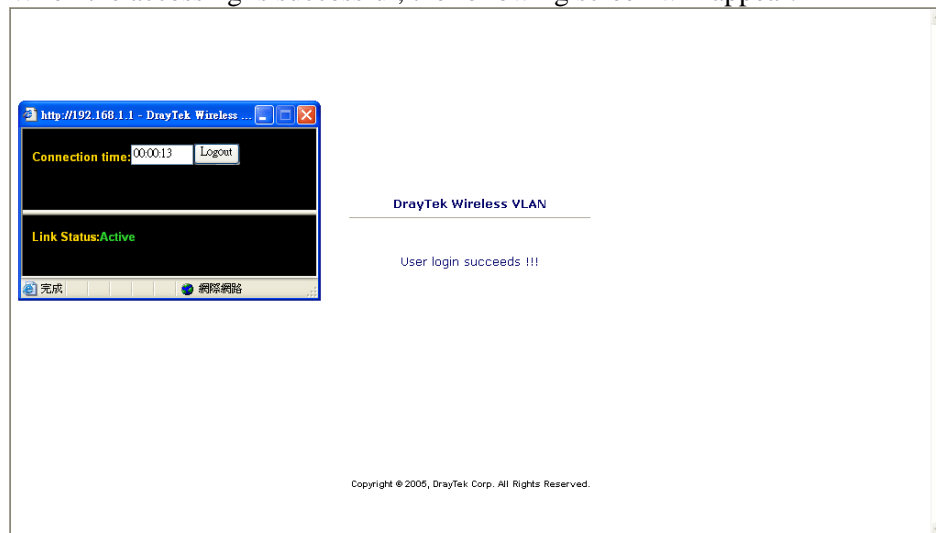 http://192.168.1.1 - DrayTek Wireless ...
Connection time: 00:00:13 Logout
Link Status:Active
完成 網際網路
DrayTek Wireless VLAN
User login succeeds !!!
Copyright © 2005, DrayTek Corp. All Rights Reserved.